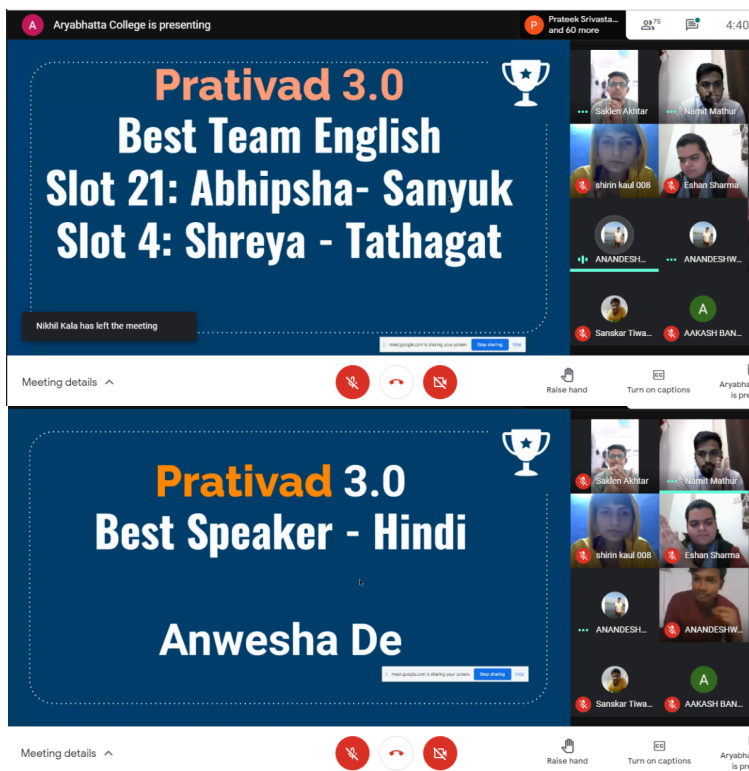 A Aryabhatta College is presenting
P Prateek Srivasta...
and 60 more
75
4:40
Prativad 3.0
Best Team English
Slot 21: Abhipsha- Sanyuk
Slot 4: Shreya - Tathagat
Saklen Akhtar
Namit Mathur
shirin kaul 008
Eshan Sharma
ANANDESH...
ANANDESHW...
A
Sanskar Tiwa...
AAKASH BAN...
Nikhil Kala has left the meeting
meet.google.com is sharing your screen. Stop sharing Hide
Meeting details
Raise hand
CC
Turn on captions
Aryabha
is pre
Prativad 3.0
Best Speaker - Hindi
Anwesha De
Saklen Akhtar
Namit Mathur
shirin kaul 008
Eshan Sharma
ANANDESH...
ANANDESHW...
A
Sanskar Tiwa...
AAKASH BAN...
meet.google.com is sharing your screen. Stop sharing Hide
Meeting details
Raise hand
CC
Turn on captions
Aryabha
is pre